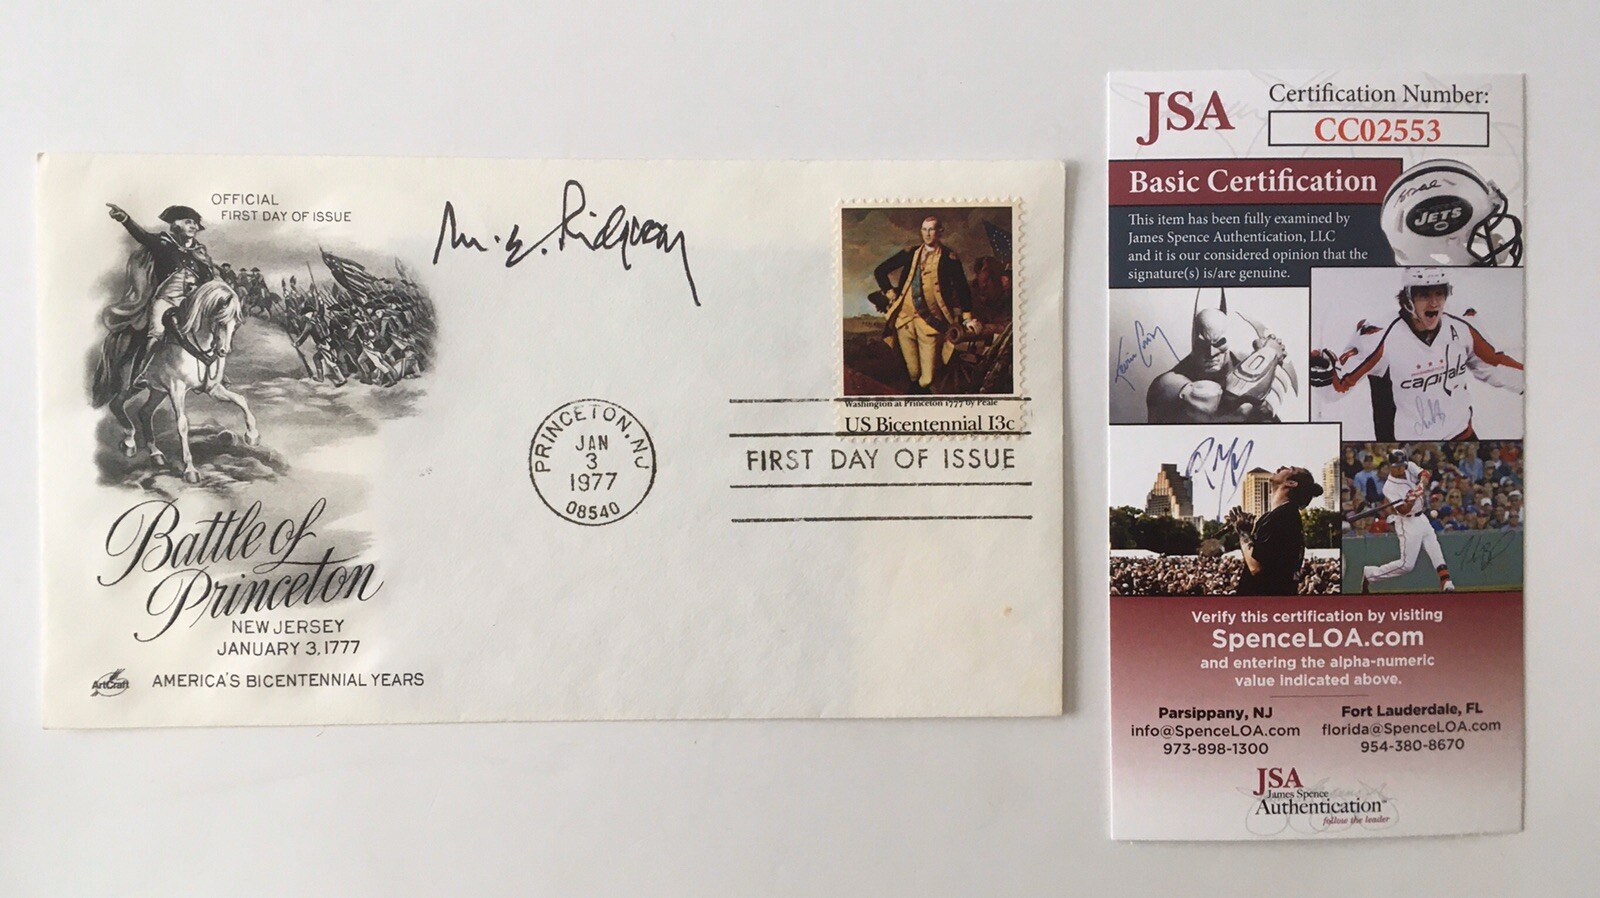 OFFICIAL
FIRST DAY OF ISSUE
M. B. Ridgway
Washington at Princeton 1777 by Peale
US Bicentennial 13c
FIRST DAY OF ISSUE
PRINCETON, NJ
JAN
3
1977
08540
Battle of
Princeton
NEW JERSEY
JANUARY 3, 1777
ArtCraft
AMERICA'S BICENTENNIAL YEARS
JSA
Certification Number:
CC02553
Basic Certification
This item has been fully examined by
James Spence Authentication, LLC
and it is our considered opinion that the
signature(s) is/are genuine.
JETS
capitals
A
Verify this certification by visiting
SpenceLOA.com
and entering the alpha-numeric
value indicated above.
Parsippany, NJ
info@SpenceLOA.com
973-898-1300
Fort Lauderdale, FL
florida@SpenceLOA.com
954-380-8670
JSA
James Spence
Authentication
follow the leader